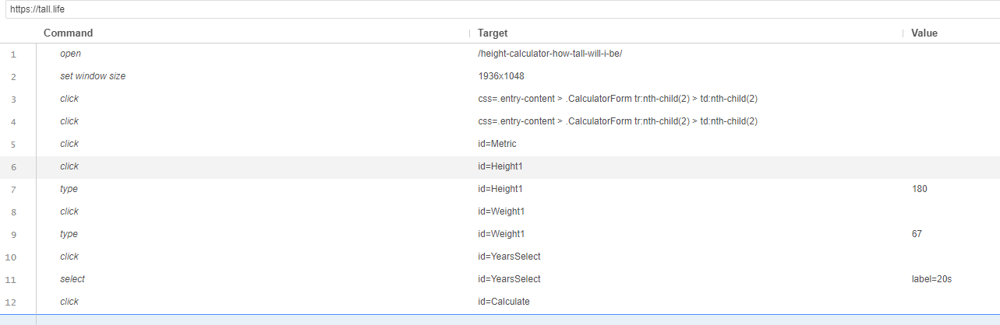 https://tall.life
Command Target Value
1 open /height-calculator-how-tall-will-i-be/
2 set window size 1936x1048
3 click css=.entry-content > .CalculatorForm tr:nth-child(2) > td:nth-child(2)
4 click css=.entry-content > .CalculatorForm tr:nth-child(2) > td:nth-child(2)
5 click id=Metric
6 click id=Height1
7 type id=Height1 180
8 click id=Weight1
9 type id=Weight1 67
10 click id=YearsSelect
11 select id=YearsSelect label=20s
12 click id=Calculate